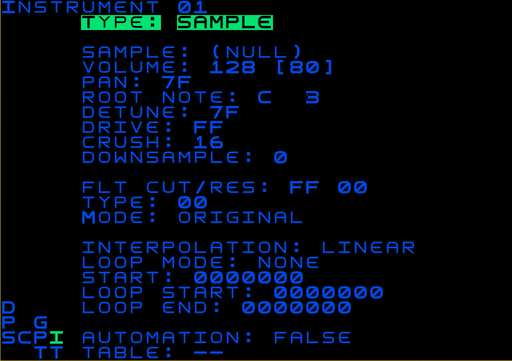 INSTRUMENT 01
TYPE: SAMPLE
SAMPLE: (NULL)
VOLUME: 128 [80]
PAN: 7F
ROOT NOTE: C 3
DETUNE: 7F
DRIVE: FF
CRUSH: 16
DOWNSAMPLE: 0
FLT CUT/RES: FF 00
TYPE: 00
MODE: ORIGINAL
INTERPOLATION: LINEAR
LOOP MODE: NONE
START: 0000000
LOOP START: 0000000
D LOOP END: 0000000
P G
SCPI AUTOMATION: FALSE
TT TABLE: --